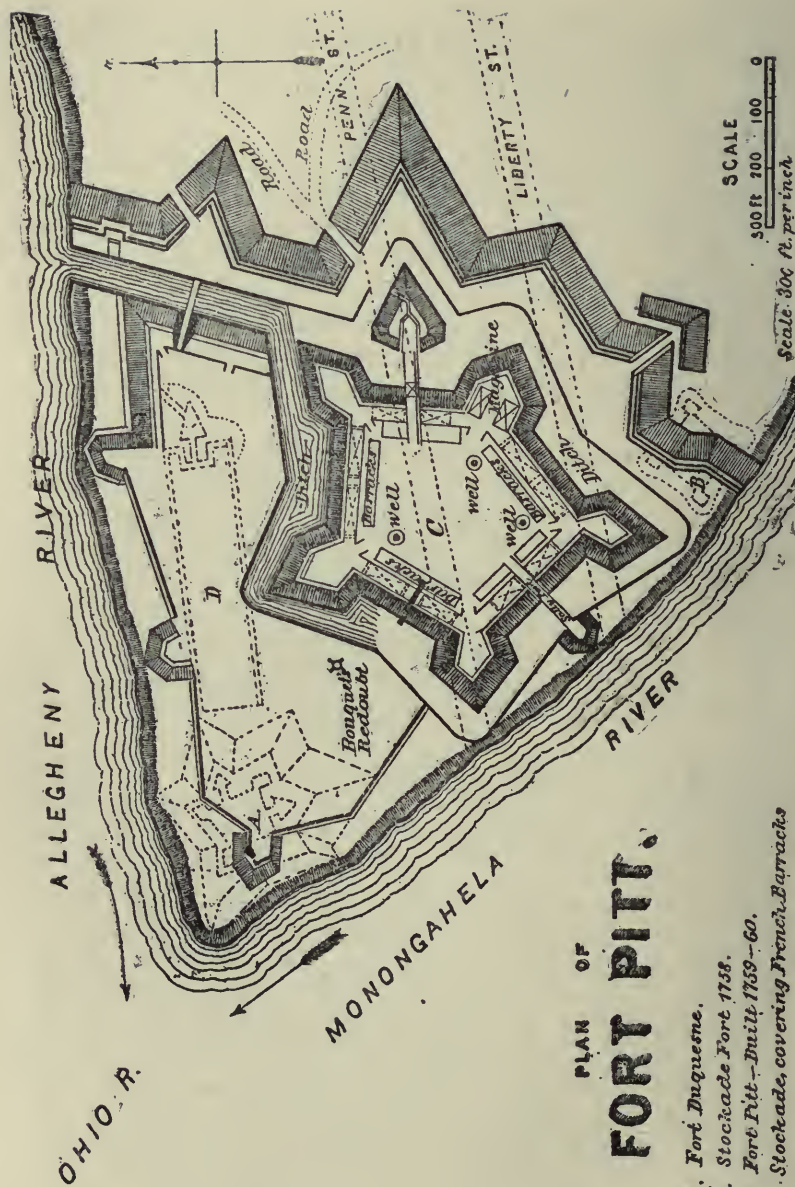 OHIO R.
ALLEGHENY
RIVER
MONONGAHELA
RIVER
n.
Road
Road
PENN
ST.
LIBERTY
ST.
Ditch
Barracks
Well
D
C
well
well
Magazine
Barracks
Ditch
Barracks
Bouquets
Redoubt
A
B
SCALE
300 ft 200 100 0
Scale 300 ft. per inch
PLAN OF
FORT PITT.
. Fort Duquesne.
. Stockade Fort 1758.
. Fort Pitt—Built 1759–60.
. Stockade, covering French Barracks